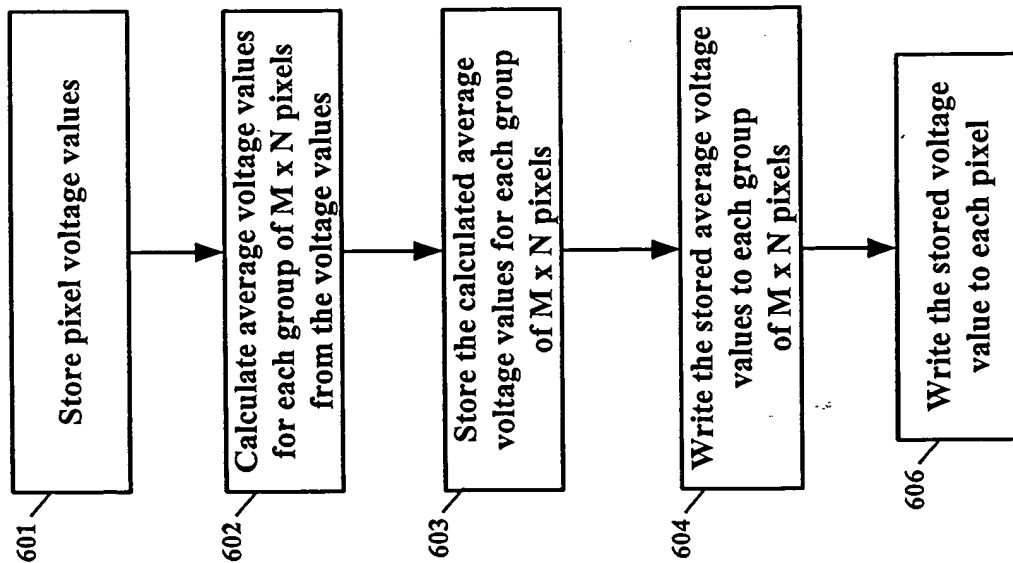 Store pixel voltage values
601
Calculate average voltage values
for each group of M x N pixels
from the voltage values
602
Store the calculated average
voltage values for each group
of M x N pixels
603
Write the stored average voltage
values to each group
of M x N pixels
604
Write the stored voltage
value to each pixel
606